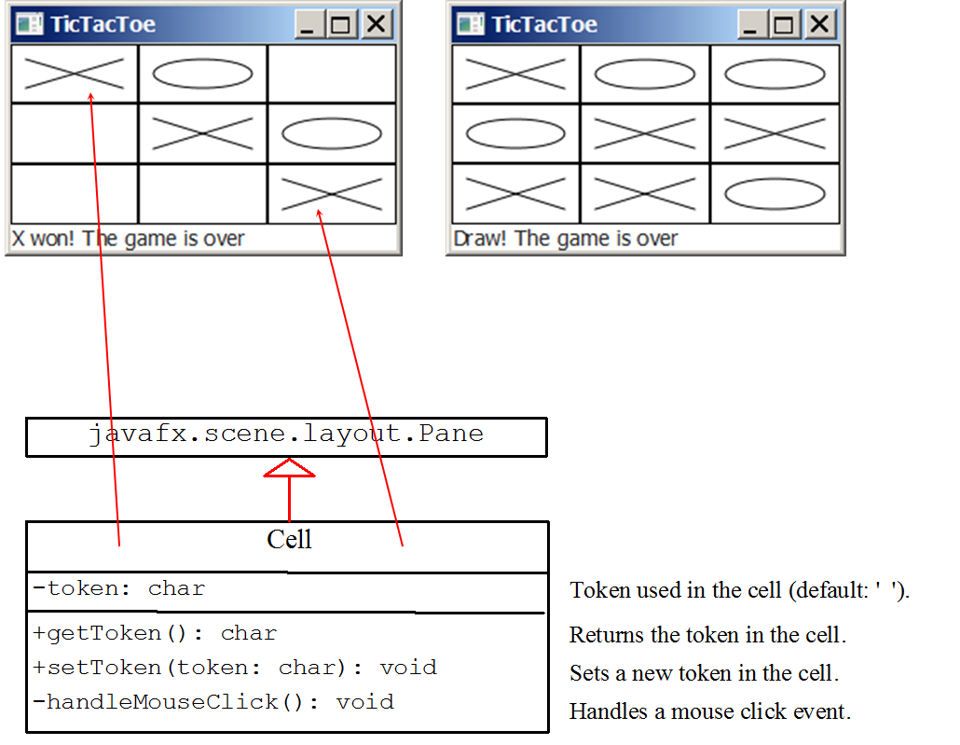 TicTacToe
X won! The game is over
TicTacToe
Draw! The game is over
javafx.scene.layout.Pane
Cell
-token: char
Token used in the cell (default: ' ').
+getToken(): char
Returns the token in the cell.
+setToken(token: char): void
Sets a new token in the cell.
-handleMouseClick(): void
Handles a mouse click event.